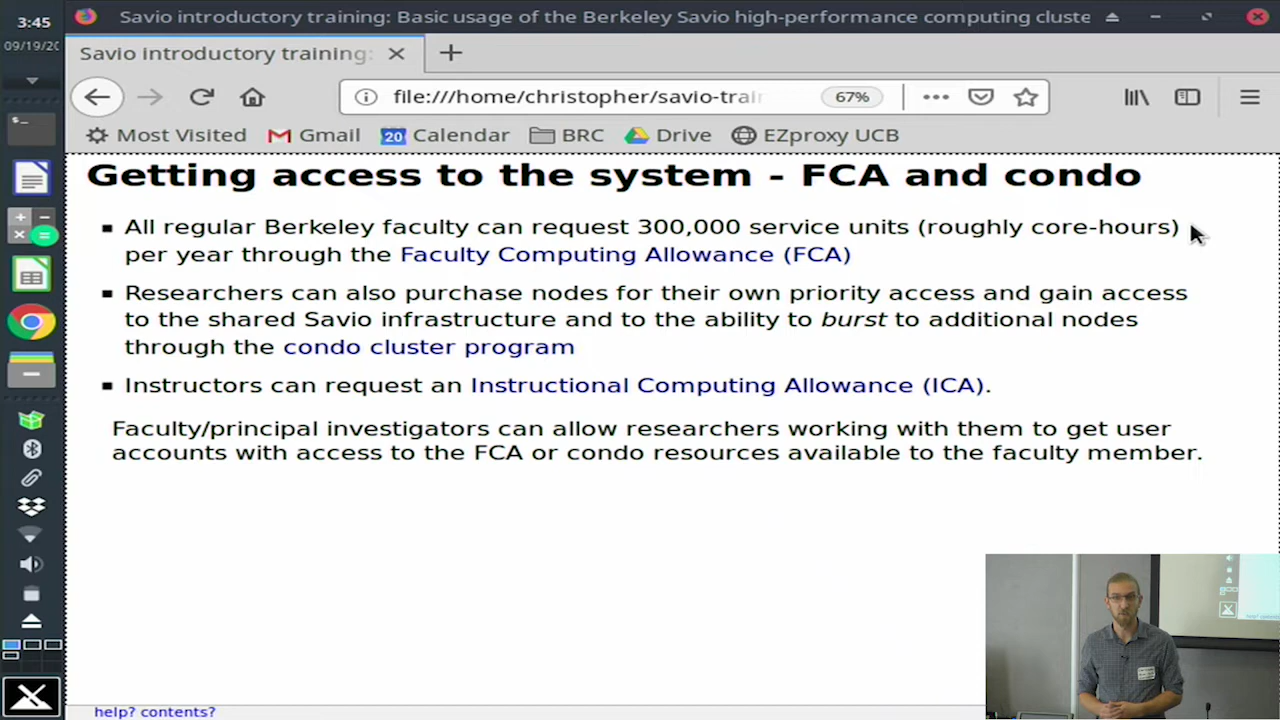 3:45
Savio introductory training: Basic usage of the Berkeley Savio high-performance computing cluste
09/19/20
Savio introductory training:
file:///home/christopher/savio-trai
67%
Most Visited
Gmail
20 Calendar
BRC
Drive
EZproxy UCB
Getting access to the system - FCA and condo
▪ All regular Berkeley faculty can request 300,000 service units (roughly core-hours)
per year through the Faculty Computing Allowance (FCA)
▪ Researchers can also purchase nodes for their own priority access and gain access
to the shared Savio infrastructure and to the ability to burst to additional nodes
through the condo cluster program
▪ Instructors can request an Instructional Computing Allowance (ICA).
Faculty/principal investigators can allow researchers working with them to get user
accounts with access to the FCA or condo resources available to the faculty member.
help? contents?